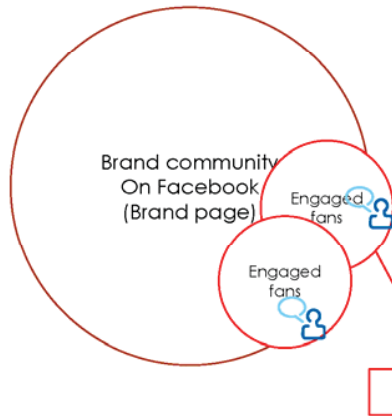 Brand community
On Facebook
(Brand page)
Engaged
fans
Engaged
fans